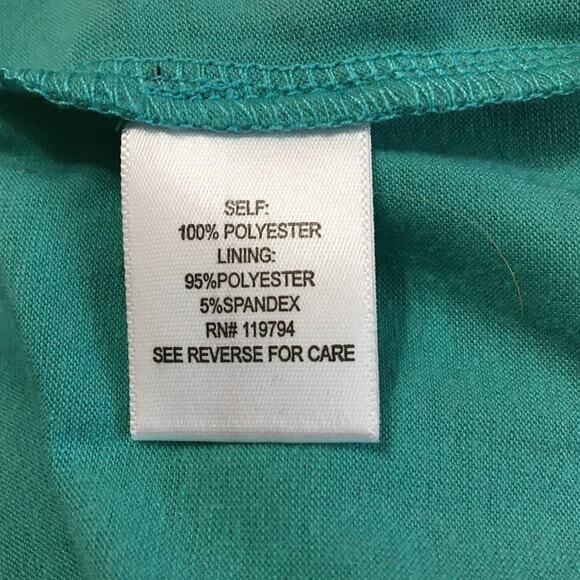 SELF:
100% POLYESTER
LINING:
95%POLYESTER
5%SPANDEX
RN# 119794
SEE REVERSE FOR CARE